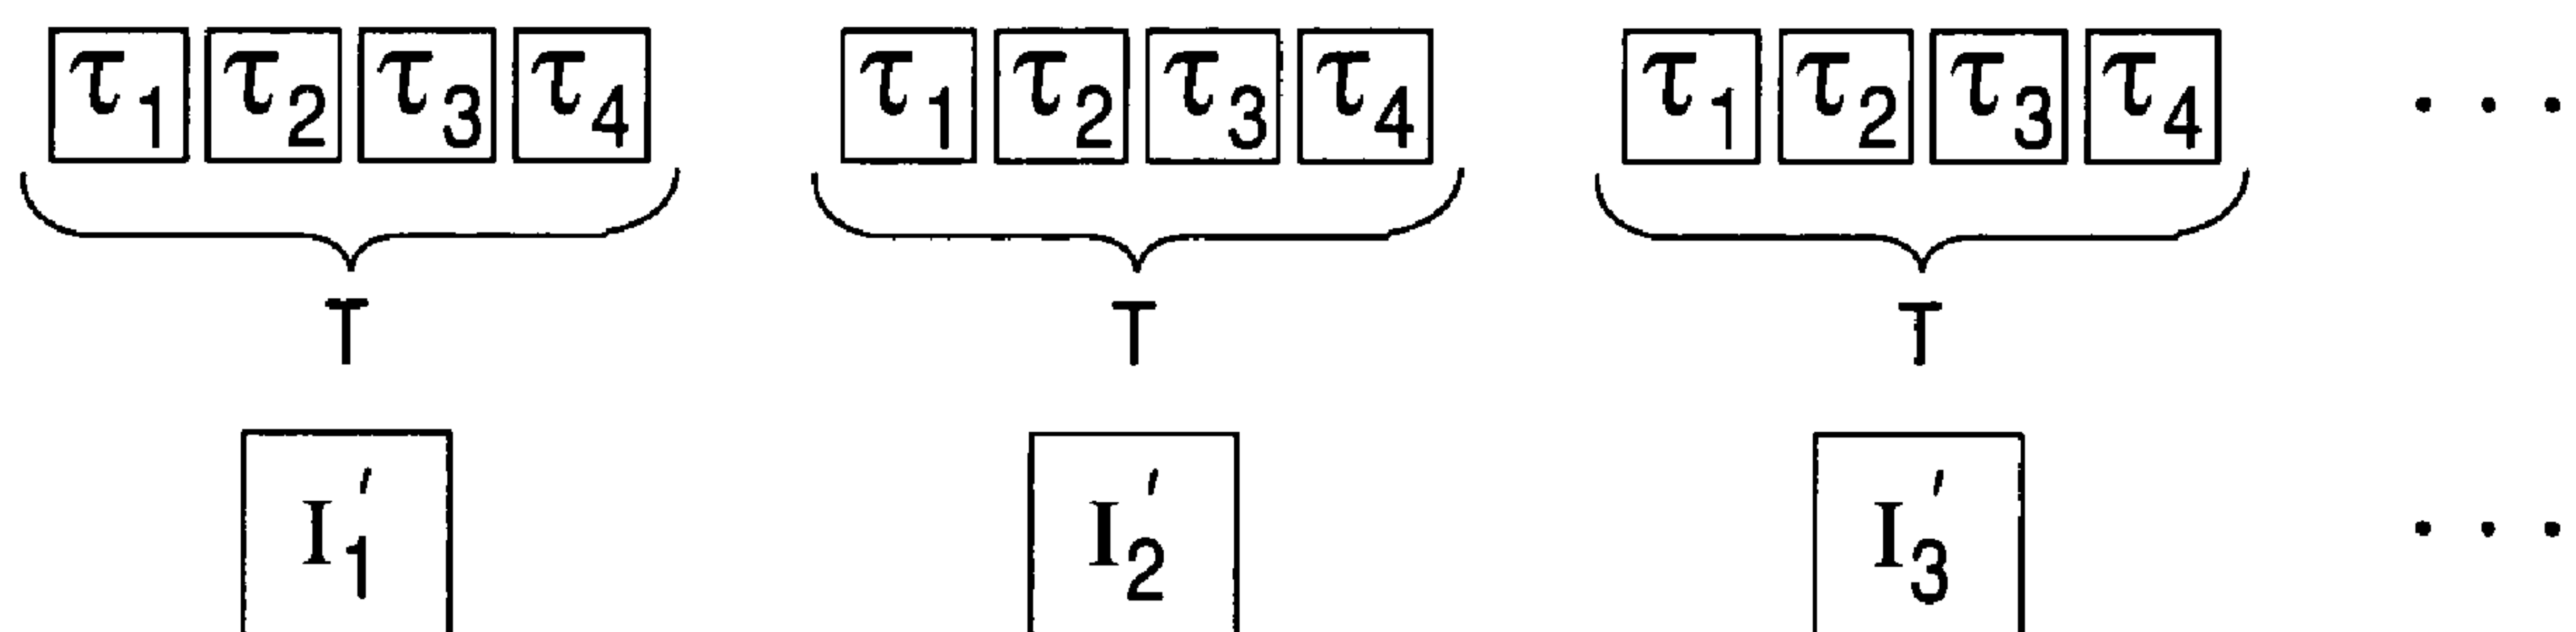 τ1 τ2 τ3 τ4 τ1 τ2 τ3 τ4 τ1 τ2 τ3 τ4 . . .
T T T
I1′ I2′ I3′ . . .